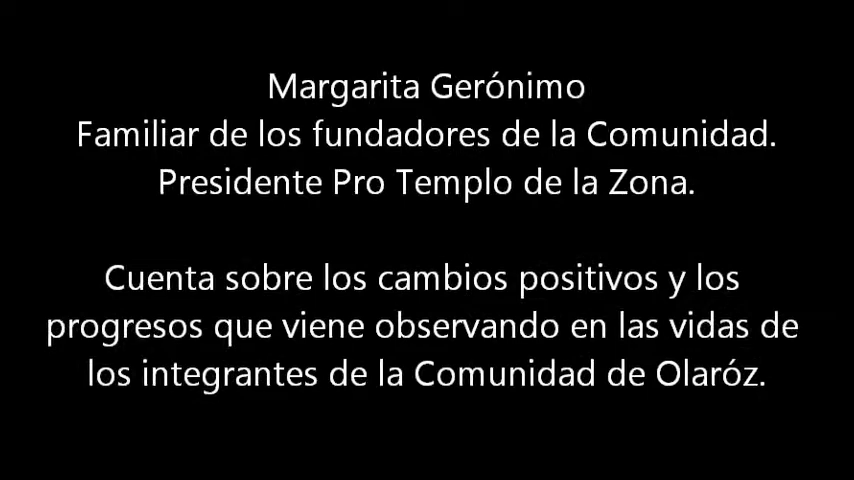 Margarita Gerónimo
Familiar de los fundadores de la Comunidad.
Presidente Pro Templo de la Zona.
Cuenta sobre los cambios positivos y los
progresos que viene observando en las vidas de
los integrantes de la Comunidad de Olaróz.